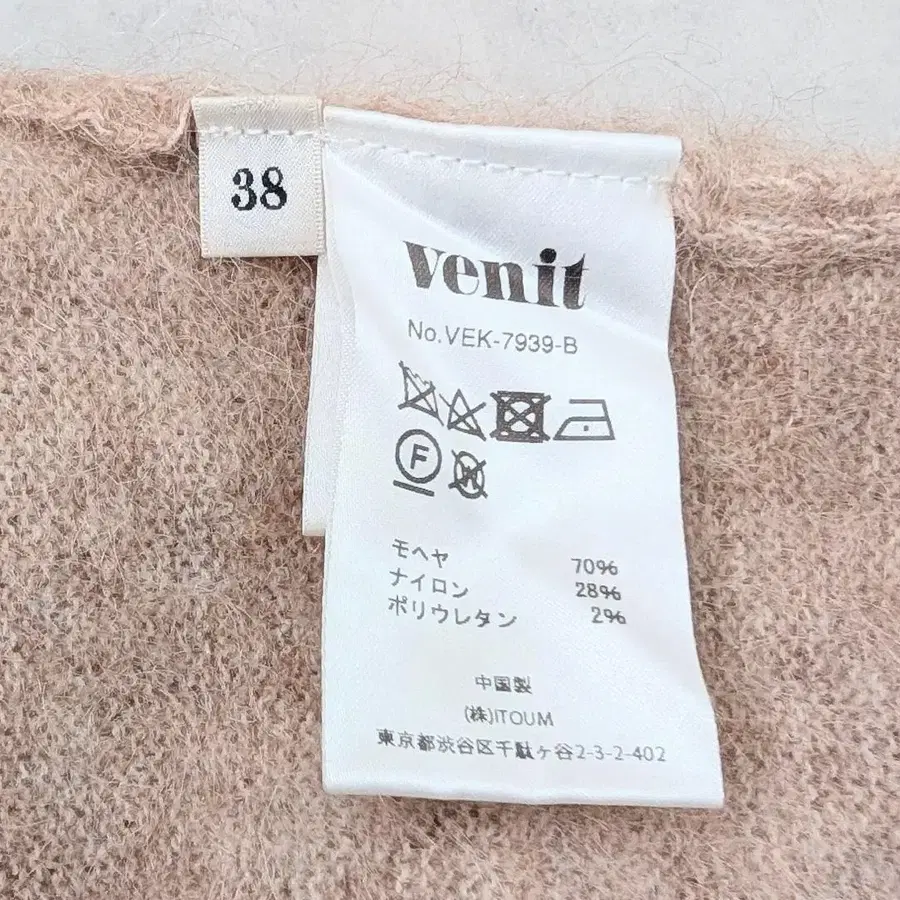 38
venit
No.VEK-7939-B
F
W
モヘヤ 70%
ナイロン 28%
ポリウレタン 2%
中国製
(株)ITOUM
東京都渋谷区千駄ヶ谷2-3-2-402